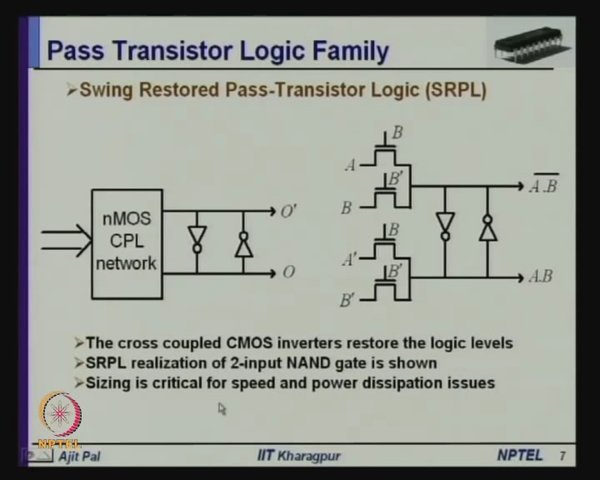 Pass Transistor Logic Family
➢Swing Restored Pass-Transistor Logic (SRPL)
nMOS
CPL
network
O'
O
B
A
B'
B
B
A'
B'
B'
A.B
A.B
➢The cross coupled CMOS inverters restore the logic levels
➢SRPL realization of 2-input NAND gate is shown
➢Sizing is critical for speed and power dissipation issues
NPTEL
Ajit Pal
IIT Kharagpur
NPTEL
7